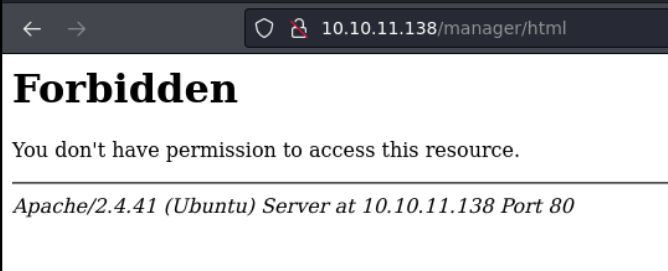 10.10.11.138/manager/html
Forbidden
You don't have permission to access this resource.
Apache/2.4.41 (Ubuntu) Server at 10.10.11.138 Port 80